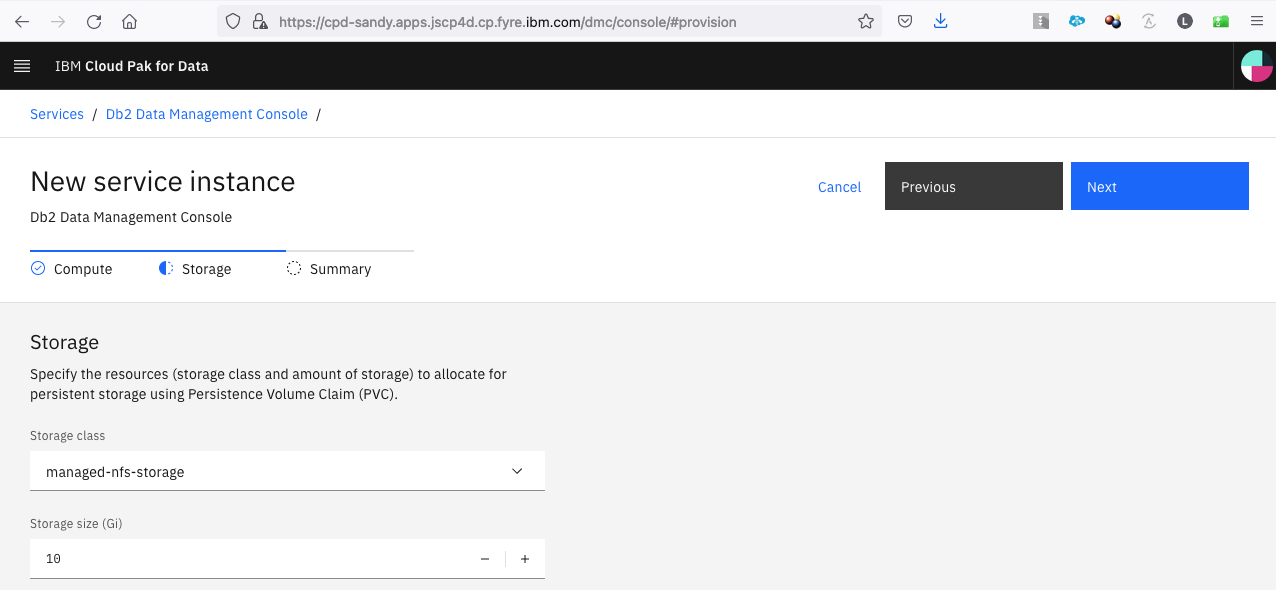 https://cpd-sandy.apps.jscp4d.cp.fyre.ibm.com/dmc/console/#provision
L
IBM Cloud Pak for Data
Services / Db2 Data Management Console /
New service instance
Cancel
Previous
Next
Db2 Data Management Console
Compute
Storage
Summary
Storage
Specify the resources (storage class and amount of storage) to allocate for
persistent storage using Persistence Volume Claim (PVC).
Storage class
managed-nfs-storage
Storage size (Gi)
10